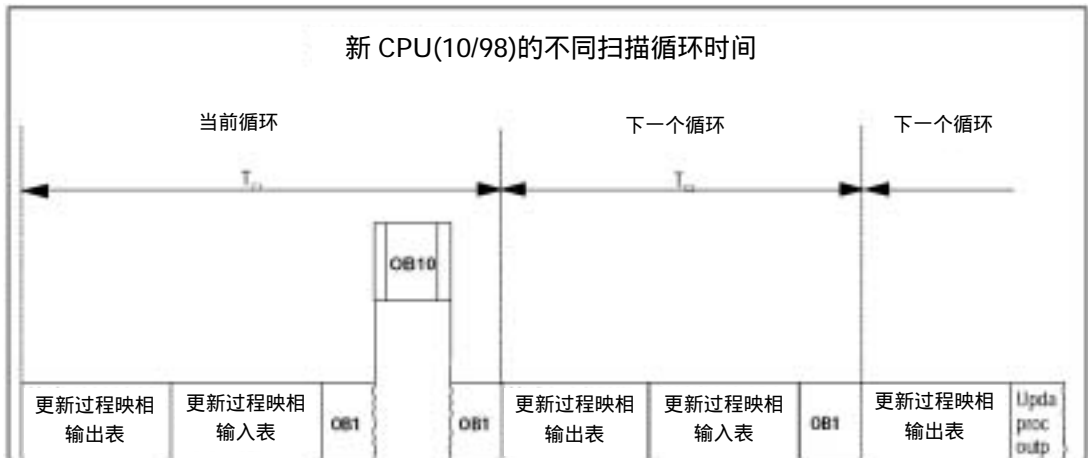 新 CPU(10/98)的不同扫描循环时间
当前循环
下一个循环
下一个循环
OB10
更新过程映相
输出表
更新过程映相
输入表
OB1
OB1
更新过程映相
输出表
更新过程映相
输入表
OB1
更新过程映相
输出表
Upda
proc
outp